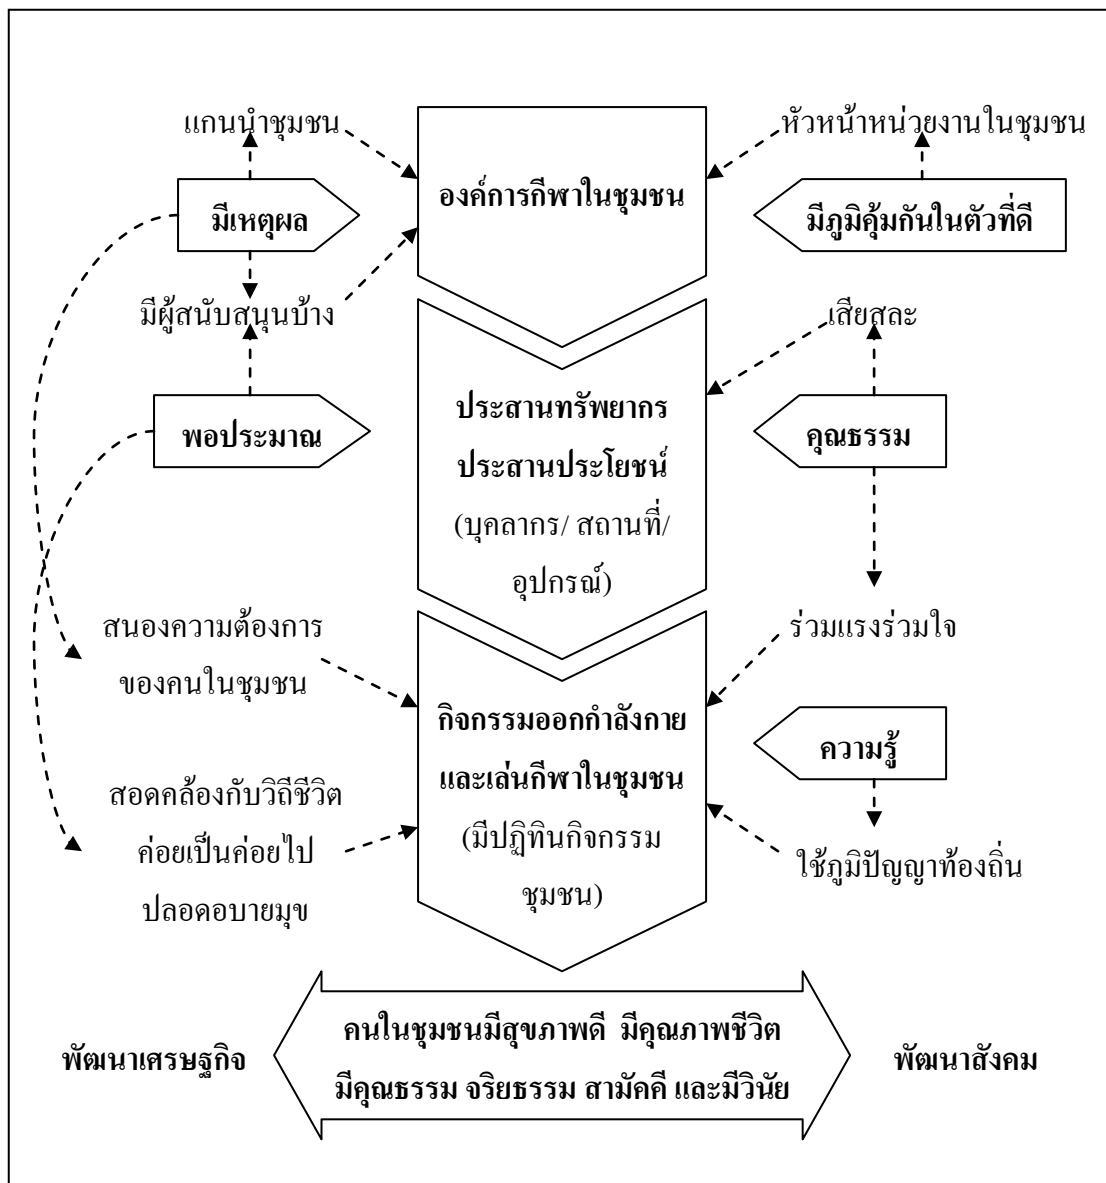 แกนนำชุมชน
หัวหน้าหน่วยงานในชุมชน
องค์การกีฬาในชุมชน
มีเหตุผล
มีภูมิคุ้มกันในตัวที่ดี
มีผู้สนับสนุนบ้าง
เสียสละ
ประสานทรัพยากร
ประสานประโยชน์
(บุคลากร/ สถานที่/
อุปกรณ์)
พอประมาณ
คุณธรรม
สนองความต้องการ
ของคนในชุมชน
ร่วมแรงร่วมใจ
กิจกรรมออกกำลังกาย
และเล่นกีฬาในชุมชน
(มีปฏิทินกิจกรรม
ชุมชน)
ความรู้
สอดคล้องกับวิถีชีวิต
ค่อยเป็นค่อยไป
ปลอดอบายมุข
ใช้ภูมิปัญญาท้องถิ่น
คนในชุมชนมีสุขภาพดี มีคุณภาพชีวิต
มีคุณธรรม จริยธรรม สามัคคี และมีวินัย
พัฒนาเศรษฐกิจ
พัฒนาสังคม